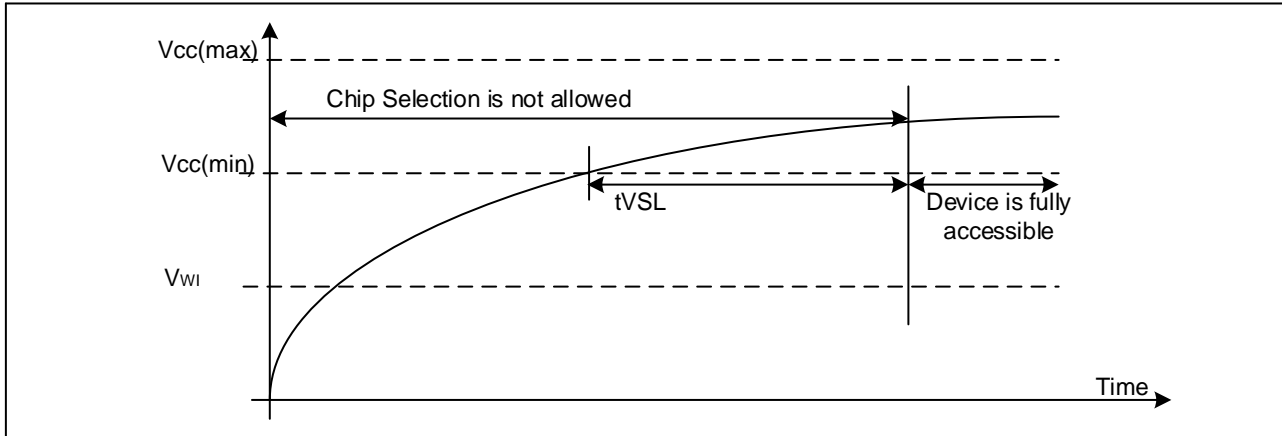 Vcc(max)
Chip Selection is not allowed
Vcc(min)
tVSL
Device is fully
accessible
VWI
Time